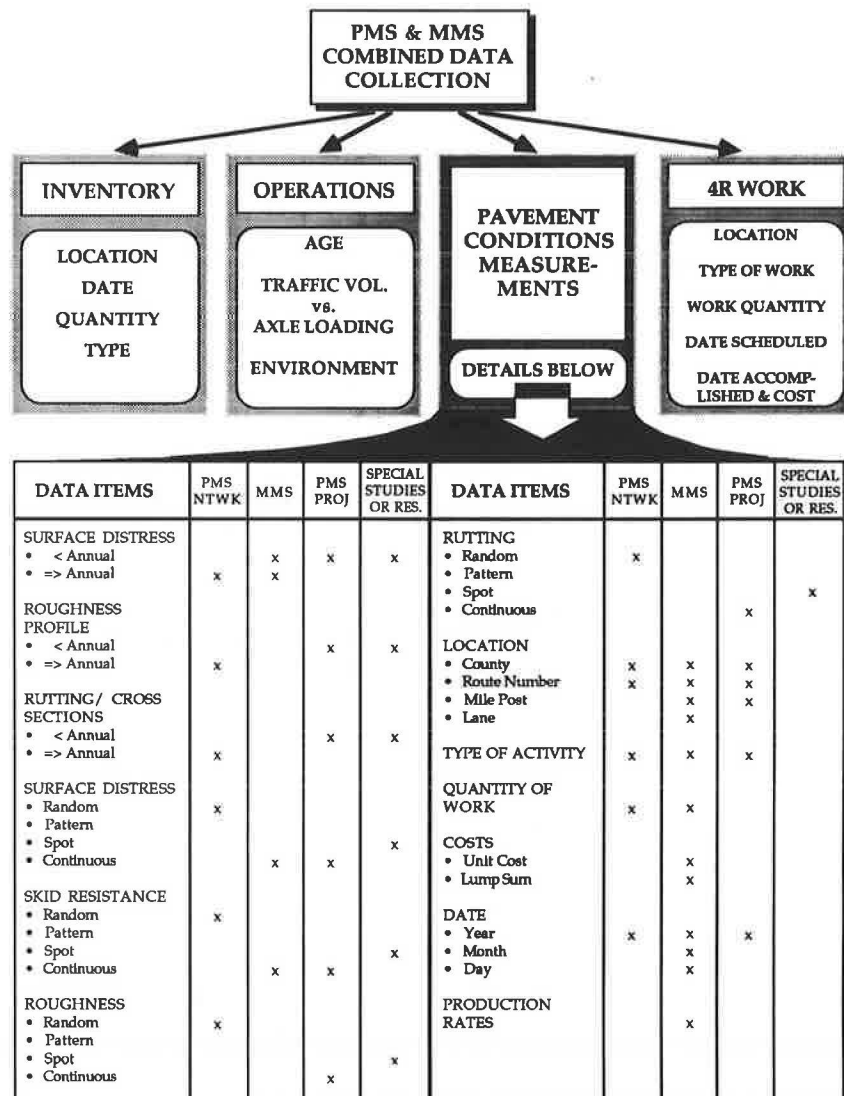 PMS & MMS
COMBINED DATA
COLLECTION
INVENTORY
LOCATION
DATE
QUANTITY
TYPE
OPERATIONS
AGE
TRAFFIC VOL.
vs.
AXLE LOADING
ENVIRONMENT
PAVEMENT
CONDITIONS
MEASURE-
MENTS
DETAILS BELOW
4R WORK
LOCATION
TYPE OF WORK
WORK QUANTITY
DATE SCHEDULED
DATE ACCOMP-
LISHED & COST
DATA ITEMS PMS NTWK MMS PMS PROJ SPECIAL STUDIES OR RES.
SURFACE DISTRESS
• < Annual x x x
• => Annual x x
ROUGHNESS
PROFILE
• < Annual x x
• => Annual x
RUTTING/ CROSS
SECTIONS
• < Annual x x
• => Annual x
SURFACE DISTRESS
• Random x
• Pattern
• Spot x
• Continuous x x
SKID RESISTANCE
• Random x
• Pattern
• Spot x
• Continuous x x
ROUGHNESS
• Random x
• Pattern
• Spot x
• Continuous x
DATA ITEMS PMS NTWK MMS PMS PROJ SPECIAL STUDIES OR RES.
RUTTING
• Random x
• Pattern
• Spot x
• Continuous x
LOCATION
• County x x x
• Route Number x x x
• Mile Post x x
• Lane x
TYPE OF ACTIVITY x x x
QUANTITY OF
WORK x x
COSTS
• Unit Cost x
• Lump Sum x
DATE
• Year x x x
• Month x
• Day x
PRODUCTION
RATES x